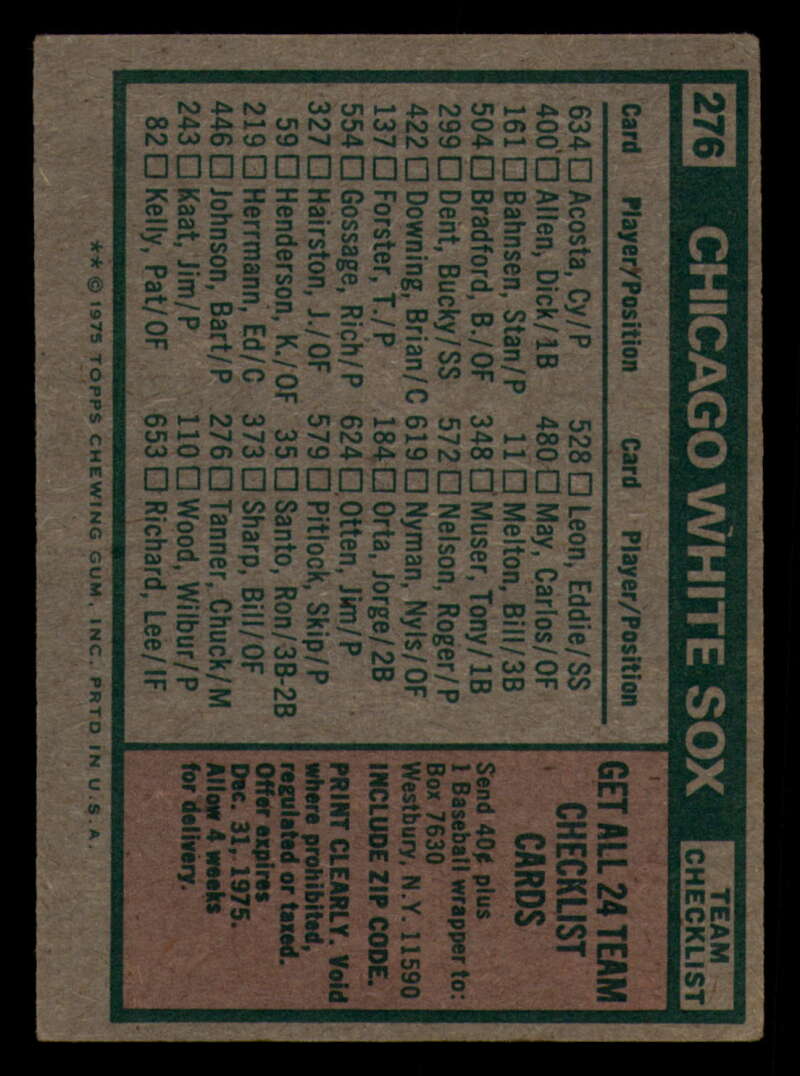 276 CHICAGO WHITE SOX TEAM CHECKLIST
Card Player/Position Card Player/Position
634 Acosta, Cy/P 528 Leon, Eddie/SS
400 Allen, Dick/1B 480 May, Carlos/OF
161 Bahnsen, Stan/P 11 Melton, Bill/3B
504 Bradford, B./OF 348 Muser, Tony/1B
299 Dent, Bucky/SS 572 Nelson, Roger/P
422 Downing, Brian/C 619 Nyman, Nyls/OF
137 Forster, T./P 184 Orta, Jorge/2B
554 Gossage, Rich/P 624 Otten, Jim/P
327 Hairston, J./OF 579 Pitlock, Skip/P
59 Henderson, K./OF 35 Santo, Ron/3B-2B
219 Herrmann, Ed/C 373 Sharp, Bill/OF
446 Johnson, Bart/P 276 Tanner, Chuck/M
243 Kaat, Jim/P 110 Wood, Wilbur/P
82 Kelly, Pat/OF 653 Richard, Lee/IF
GET ALL 24 TEAM
CHECKLIST
CARDS
Send 40¢ plus
1 Baseball wrapper to:
Box 7630
Westbury, N.Y. 11590
INCLUDE ZIP CODE.
PRINT CLEARLY. Void
where prohibited,
regulated or taxed.
Offer expires
Dec. 31, 1975.
Allow 4 weeks
for delivery.
** © 1975 TOPPS CHEWING GUM, INC. PRTD IN U.S.A.